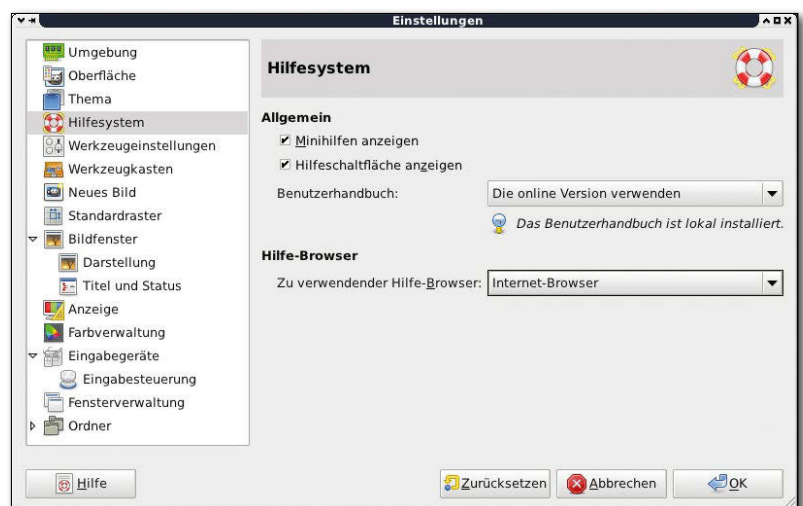 Einstellungen
Umgebung
Oberfläche
Thema
Hilfesystem
Werkzeugeinstellungen
Werkzeugkasten
Neues Bild
Standardraster
Bildfenster
Darstellung
Titel und Status
Anzeige
Farbverwaltung
Eingabegeräte
Eingabesteuerung
Fensterverwaltung
Ordner
Hilfesystem
Allgemein
Minihilfen anzeigen
Hilfeschaltfläche anzeigen
Benutzerhandbuch: Die online Version verwenden
Das Benutzerhandbuch ist lokal installiert.
Hilfe-Browser
Zu verwendender Hilfe-Browser: Internet-Browser
Hilfe Zurücksetzen Abbrechen OK